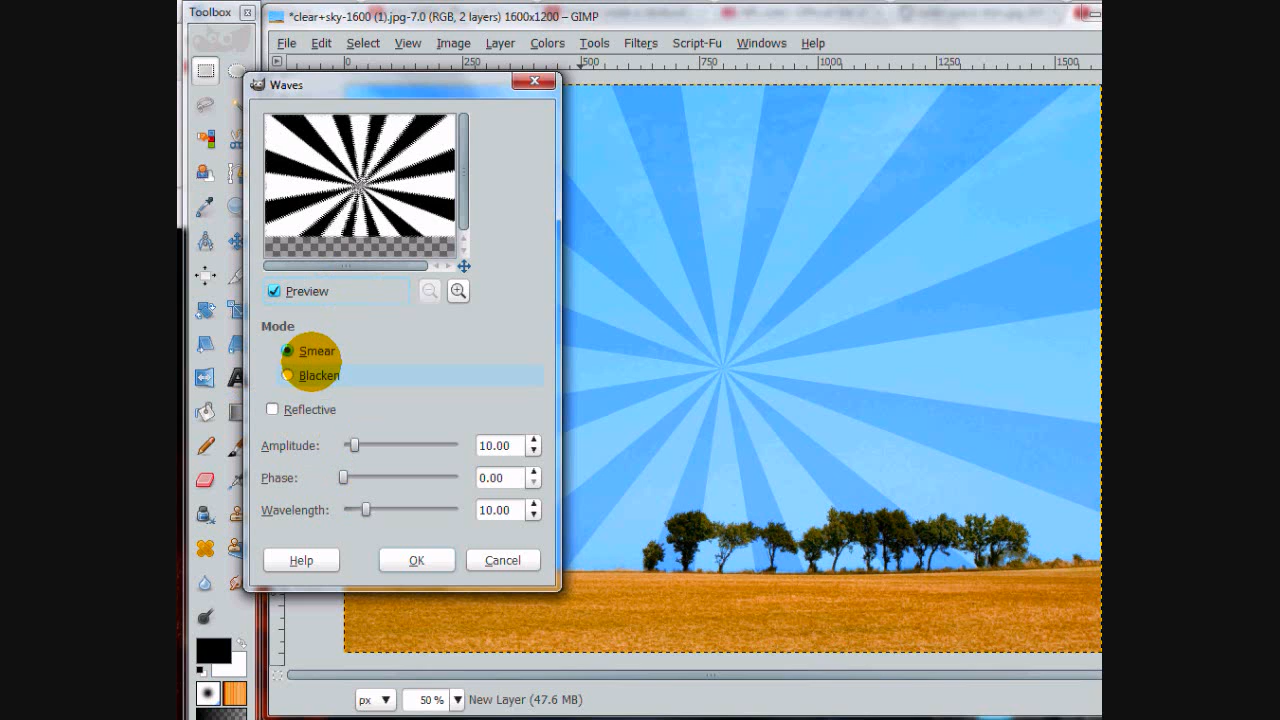 Toolbox
*clear+sky-1600 (1).jpg-7.0 (RGB, 2 layers) 1600x1200 – GIMP
File Edit Select View Image Layer Colors Tools Filters Script-Fu Windows Help
0 250 500 750 1000 1250 1500
Waves
Preview
Mode
Smear
Blacken
Reflective
Amplitude: 10.00
Phase: 0.00
Wavelength: 10.00
Help OK Cancel
px 50 % New Layer (47.6 MB)